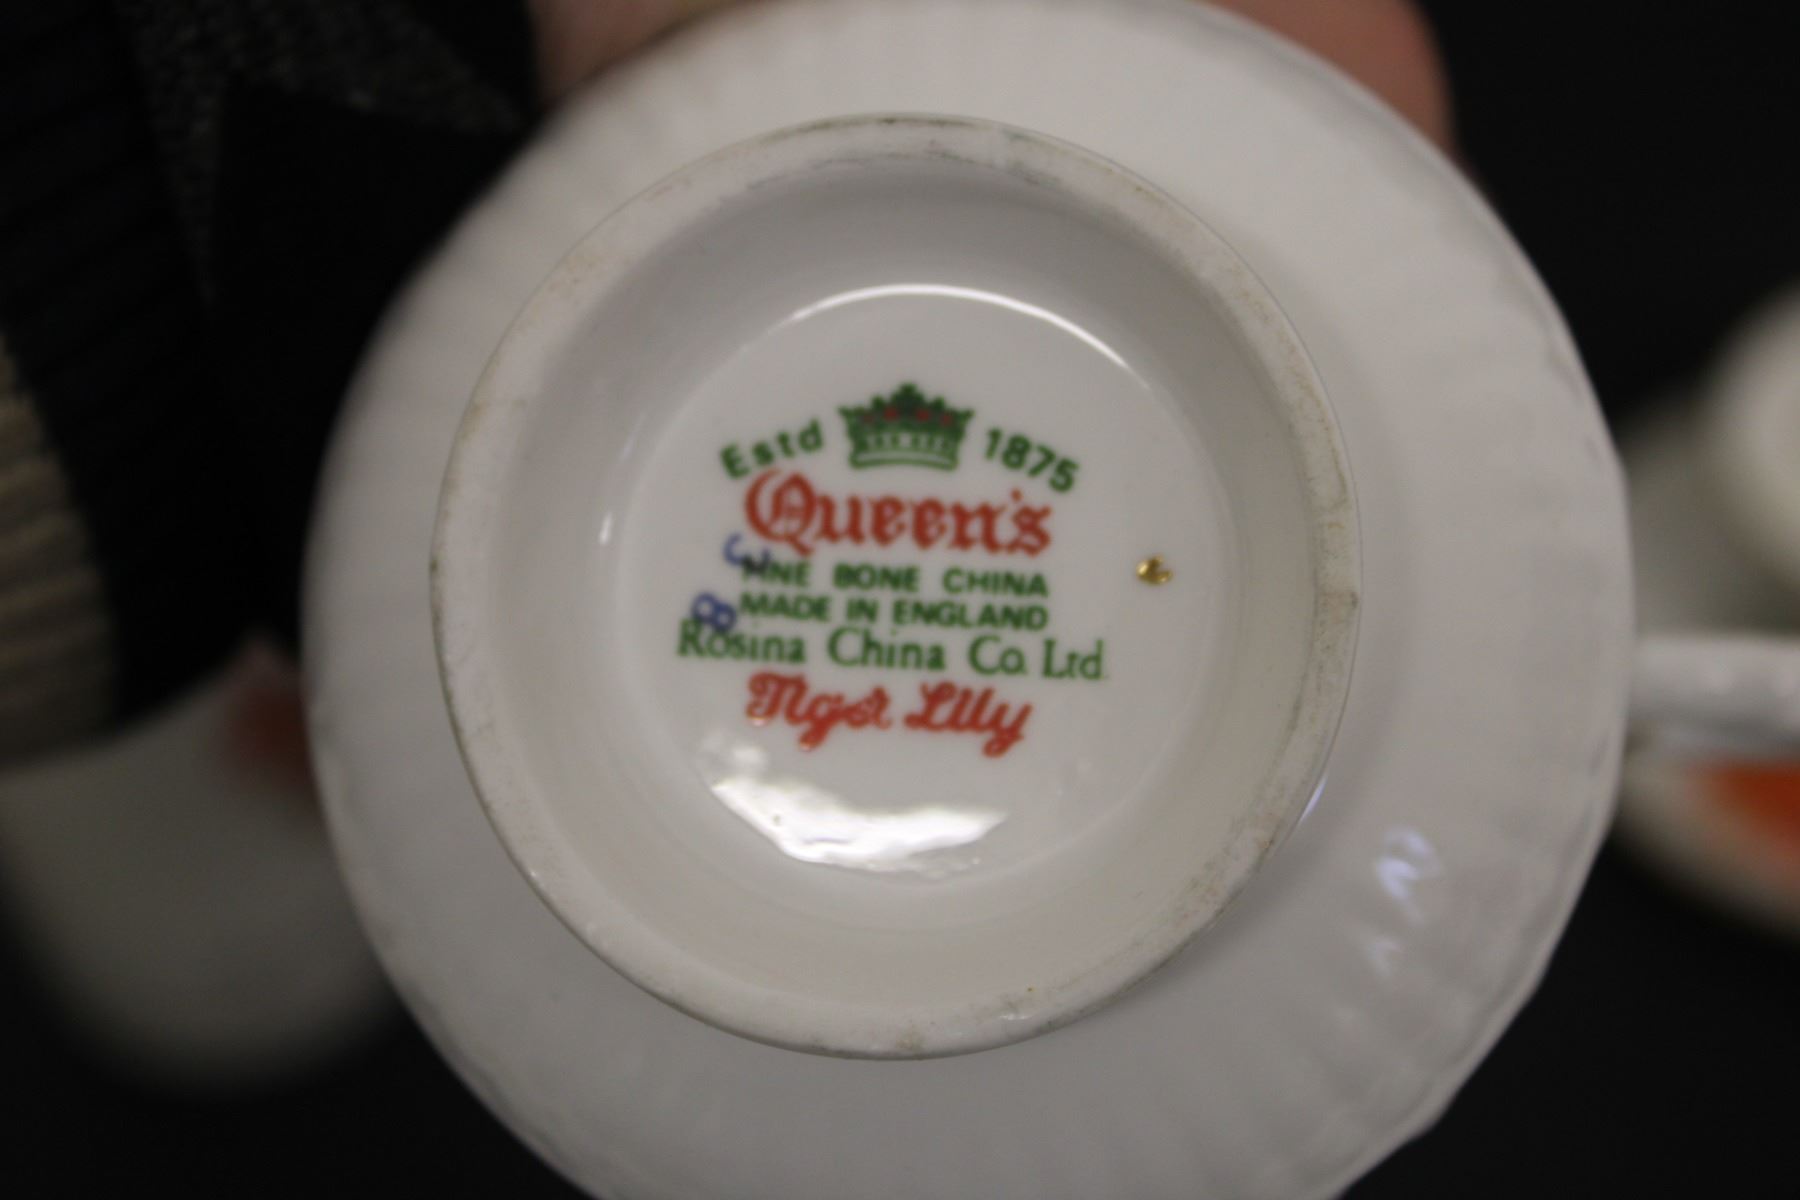 Estd 1875
Queen's
FINE BONE CHINA
MADE IN ENGLAND
Rosina China Co. Ltd.
Tiger Lily